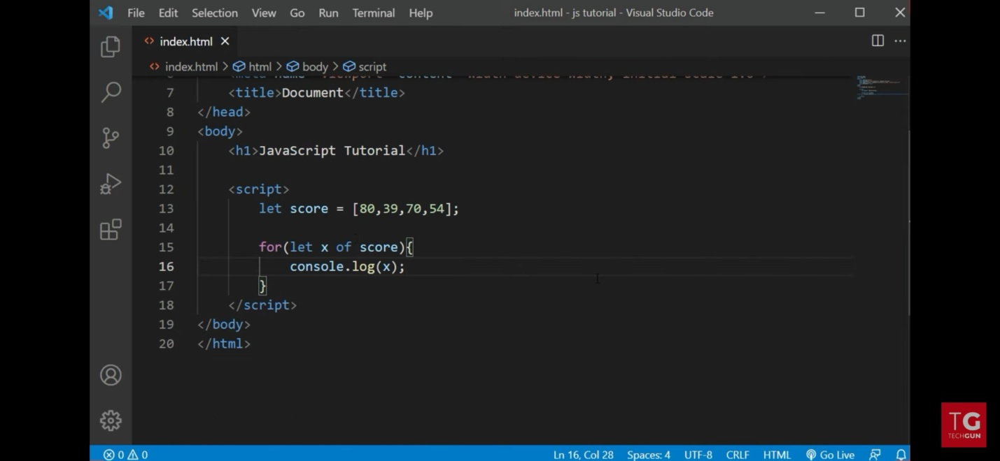 File Edit Selection View Go Run Terminal Help index.html - js tutorial - Visual Studio Code
index.html
index.html > html > body > script
7 <title>Document</title>
8 </head>
9 <body>
10 <h1>JavaScript Tutorial</h1>
11
12 <script>
13 let score = [80,39,70,54];
14
15 for(let x of score){
16 console.log(x);
17 }
18 </script>
19 </body>
20 </html>
TG
TECHGUN
0 0 Ln 16, Col 28 Spaces: 4 UTF-8 CRLF HTML Go Live